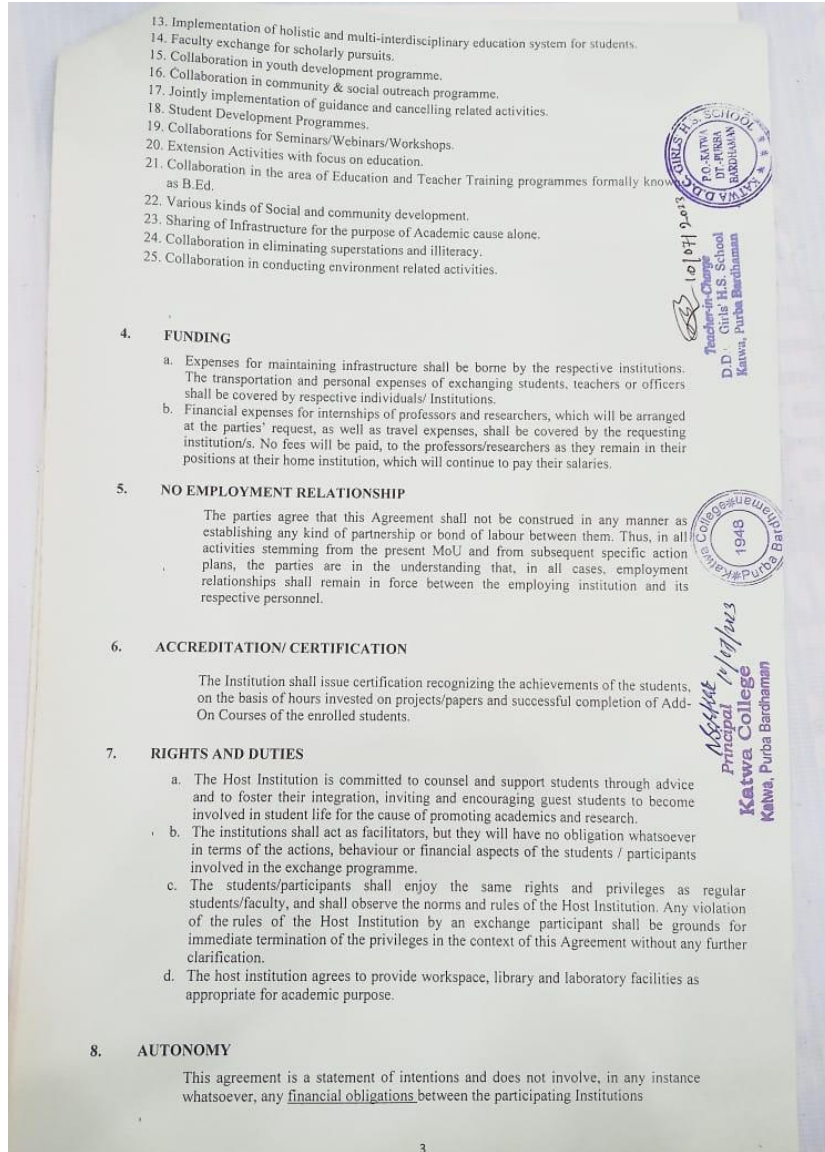 13. Implementation of holistic and multi-interdisciplinary education system for students.
14. Faculty exchange for scholarly pursuits.
15. Collaboration in youth development programme.
16. Collaboration in community & social outreach programme.
17. Jointly implementation of guidance and cancelling related activities.
18. Student Development Programmes.
19. Collaborations for Seminars/Webinars/Workshops.
20. Extension Activities with focus on education.
21. Collaboration in the area of Education and Teacher Training programmes formally know
as B.Ed.
22. Various kinds of Social and community development.
23. Sharing of Infrastructure for the purpose of Academic cause alone.
24. Collaboration in eliminating superstations and illiteracy.
25. Collaboration in conducting environment related activities.
KATWA D.D.C. GIRLS' H.S. SCHOOL
P.O.-KATWA
DT.-PURBA
BARDHAMAN
10/07/2023
Teacher-in-Charge
D.D Girls' H.S. School
Katwa, Purba Bardhaman
4. FUNDING
a. Expenses for maintaining infrastructure shall be borne by the respective institutions.
The transportation and personal expenses of exchanging students, teachers or officers
shall be covered by respective individuals/ Institutions.
b. Financial expenses for internships of professors and researchers, which will be arranged
at the parties' request, as well as travel expenses, shall be covered by the requesting
institution/s. No fees will be paid, to the professors/researchers as they remain in their
positions at their home institution, which will continue to pay their salaries.
5. NO EMPLOYMENT RELATIONSHIP
The parties agree that this Agreement shall not be construed in any manner as
establishing any kind of partnership or bond of labour between them. Thus, in all
activities stemming from the present MoU and from subsequent specific action
plans, the parties are in the understanding that, in all cases, employment
relationships shall remain in force between the employing institution and its
respective personnel.
Katwa College*Purba Bardhaman
1948
6. ACCREDITATION/ CERTIFICATION
The Institution shall issue certification recognizing the achievements of the students,
on the basis of hours invested on projects/papers and successful completion of Add-
On Courses of the enrolled students.
10/07/2023
Principal
Katwa College
Katwa, Purba Bardhaman
7. RIGHTS AND DUTIES
a. The Host Institution is committed to counsel and support students through advice
and to foster their integration, inviting and encouraging guest students to become
involved in student life for the cause of promoting academics and research.
b. The institutions shall act as facilitators, but they will have no obligation whatsoever
in terms of the actions, behaviour or financial aspects of the students / participants
involved in the exchange programme.
c. The students/participants shall enjoy the same rights and privileges as regular
students/faculty, and shall observe the norms and rules of the Host Institution. Any violation
of the rules of the Host Institution by an exchange participant shall be grounds for
immediate termination of the privileges in the context of this Agreement without any further
clarification.
d. The host institution agrees to provide workspace, library and laboratory facilities as
appropriate for academic purpose.
8. AUTONOMY
This agreement is a statement of intentions and does not involve, in any instance
whatsoever, any financial obligations between the participating Institutions
3